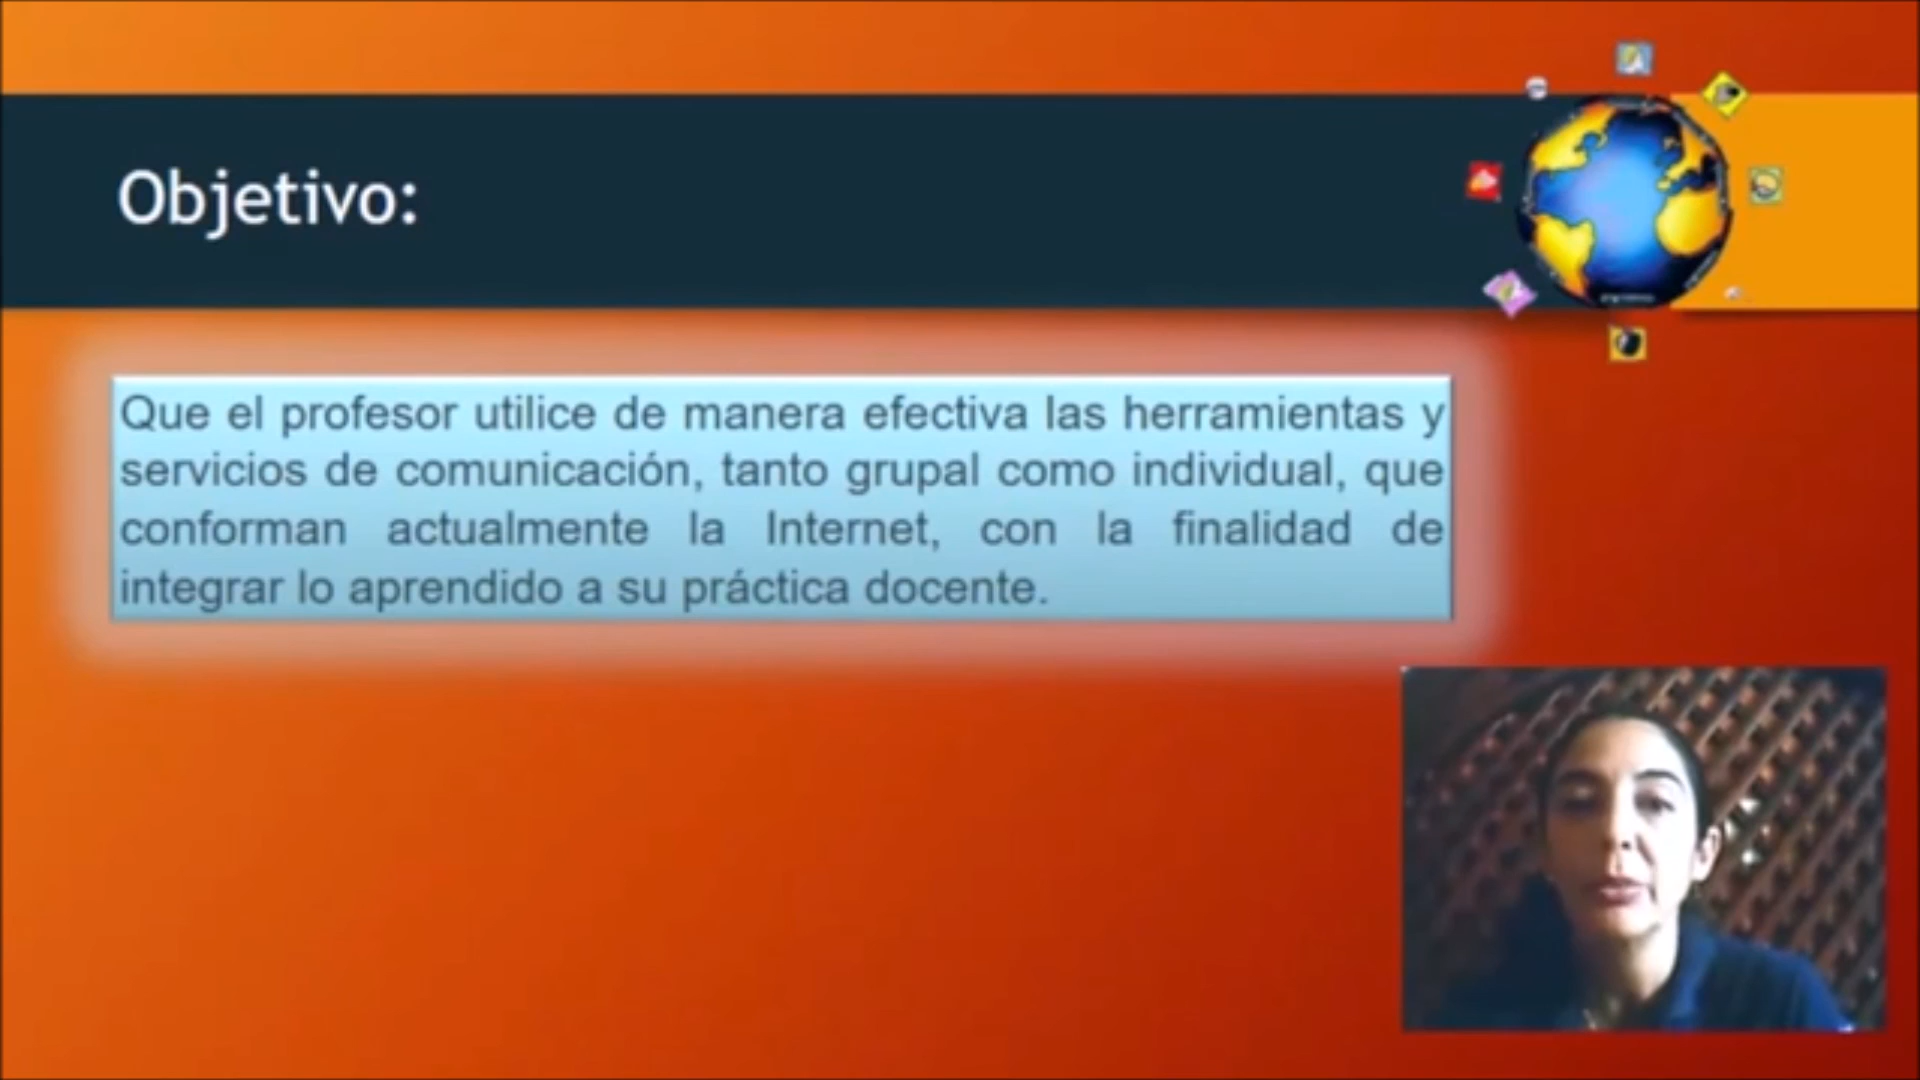 Objetivo:
Que el profesor utilice de manera efectiva las herramientas y
servicios de comunicación, tanto grupal como individual, que
conforman actualmente la Internet, con la finalidad de
integrar lo aprendido a su práctica docente.